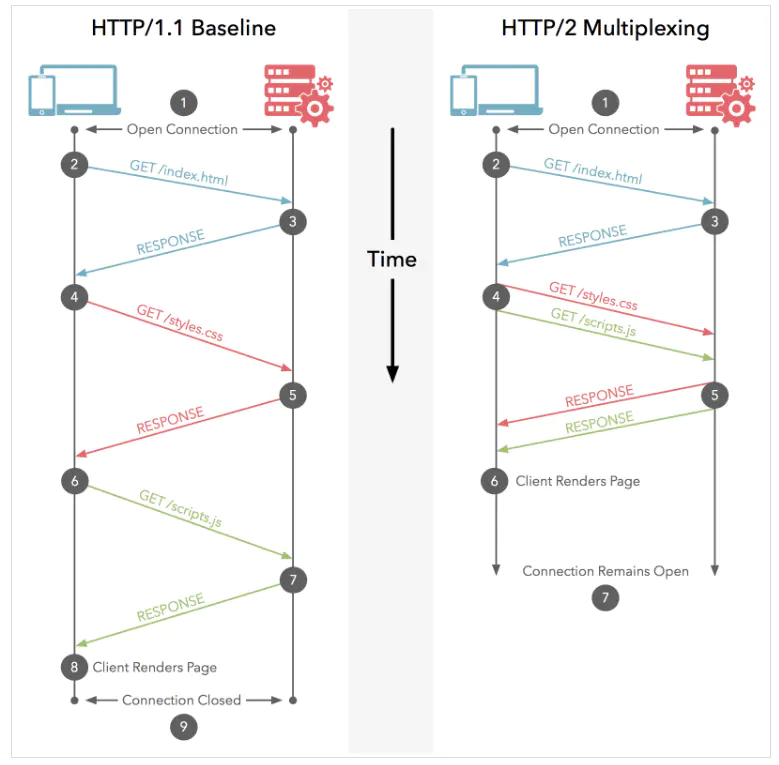 HTTP/1.1 Baseline
1
Open Connection
2
GET /index.html
3
RESPONSE
4
GET /styles.css
5
RESPONSE
6
GET /scripts.js
7
RESPONSE
8
Client Renders Page
Connection Closed
9
Time
HTTP/2 Multiplexing
1
Open Connection
2
GET /index.html
3
RESPONSE
4
GET /styles.css
GET /scripts.js
5
RESPONSE
RESPONSE
6
Client Renders Page
Connection Remains Open
7